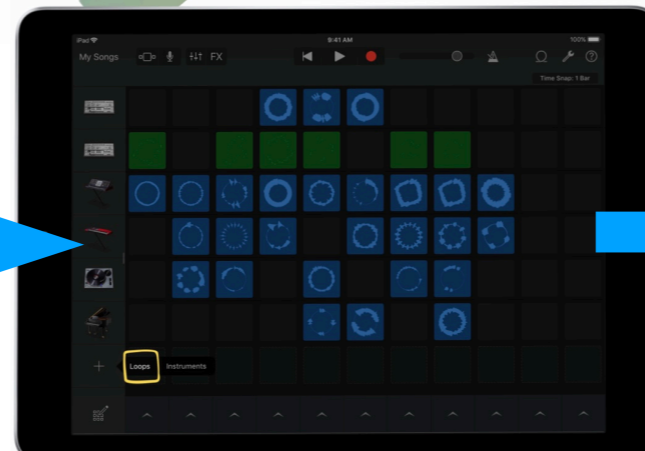 iPad 9:41 AM 100%
My Songs FX
Time Snap: 1 Bar
Loops Instruments